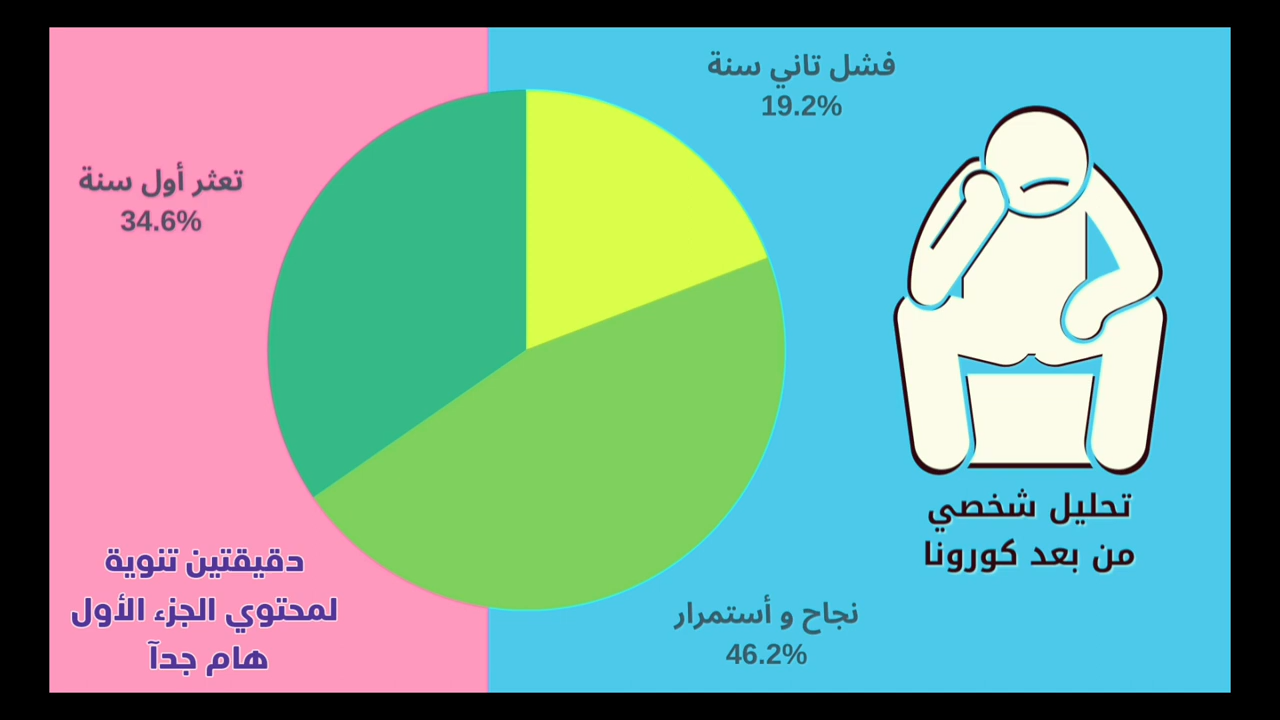 فشل تاني سنة
19.2%
تعثر أول سنة
34.6%
تحليل شخصي
من بعد كورونا
دقيقتين تنوية
لمحتوي الجزء الأول
هام جدآ
نجاح و أستمرار
46.2%